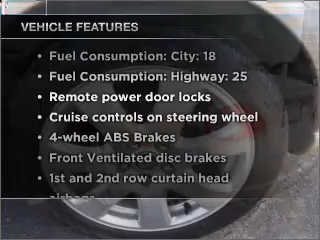 VEHICLE FEATURES
• Fuel Consumption: City: 18
• Fuel Consumption: Highway: 25
• Remote power door locks
• Cruise controls on steering wheel
• 4-wheel ABS Brakes
• Front Ventilated disc brakes
• 1st and 2nd row curtain head
airbags